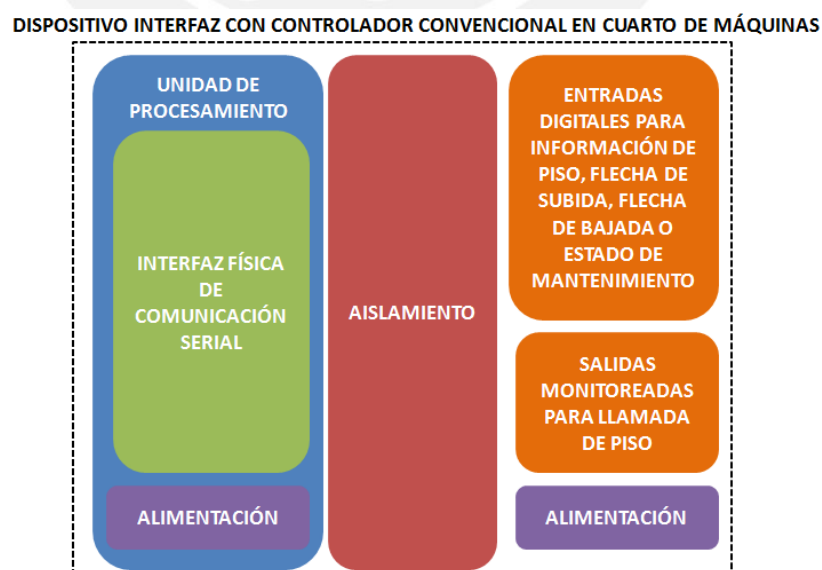 DISPOSITIVO INTERFAZ CON CONTROLADOR CONVENCIONAL EN CUARTO DE MÁQUINAS
UNIDAD DE
PROCESAMIENTO
INTERFAZ FÍSICA
DE
COMUNICACIÓN
SERIAL
ALIMENTACIÓN
AISLAMIENTO
ENTRADAS
DIGITALES PARA
INFORMACIÓN DE
PISO, FLECHA DE
SUBIDA, FLECHA
DE BAJADA O
ESTADO DE
MANTENIMIENTO
SALIDAS
MONITOREADAS
PARA LLAMADA
DE PISO
ALIMENTACIÓN